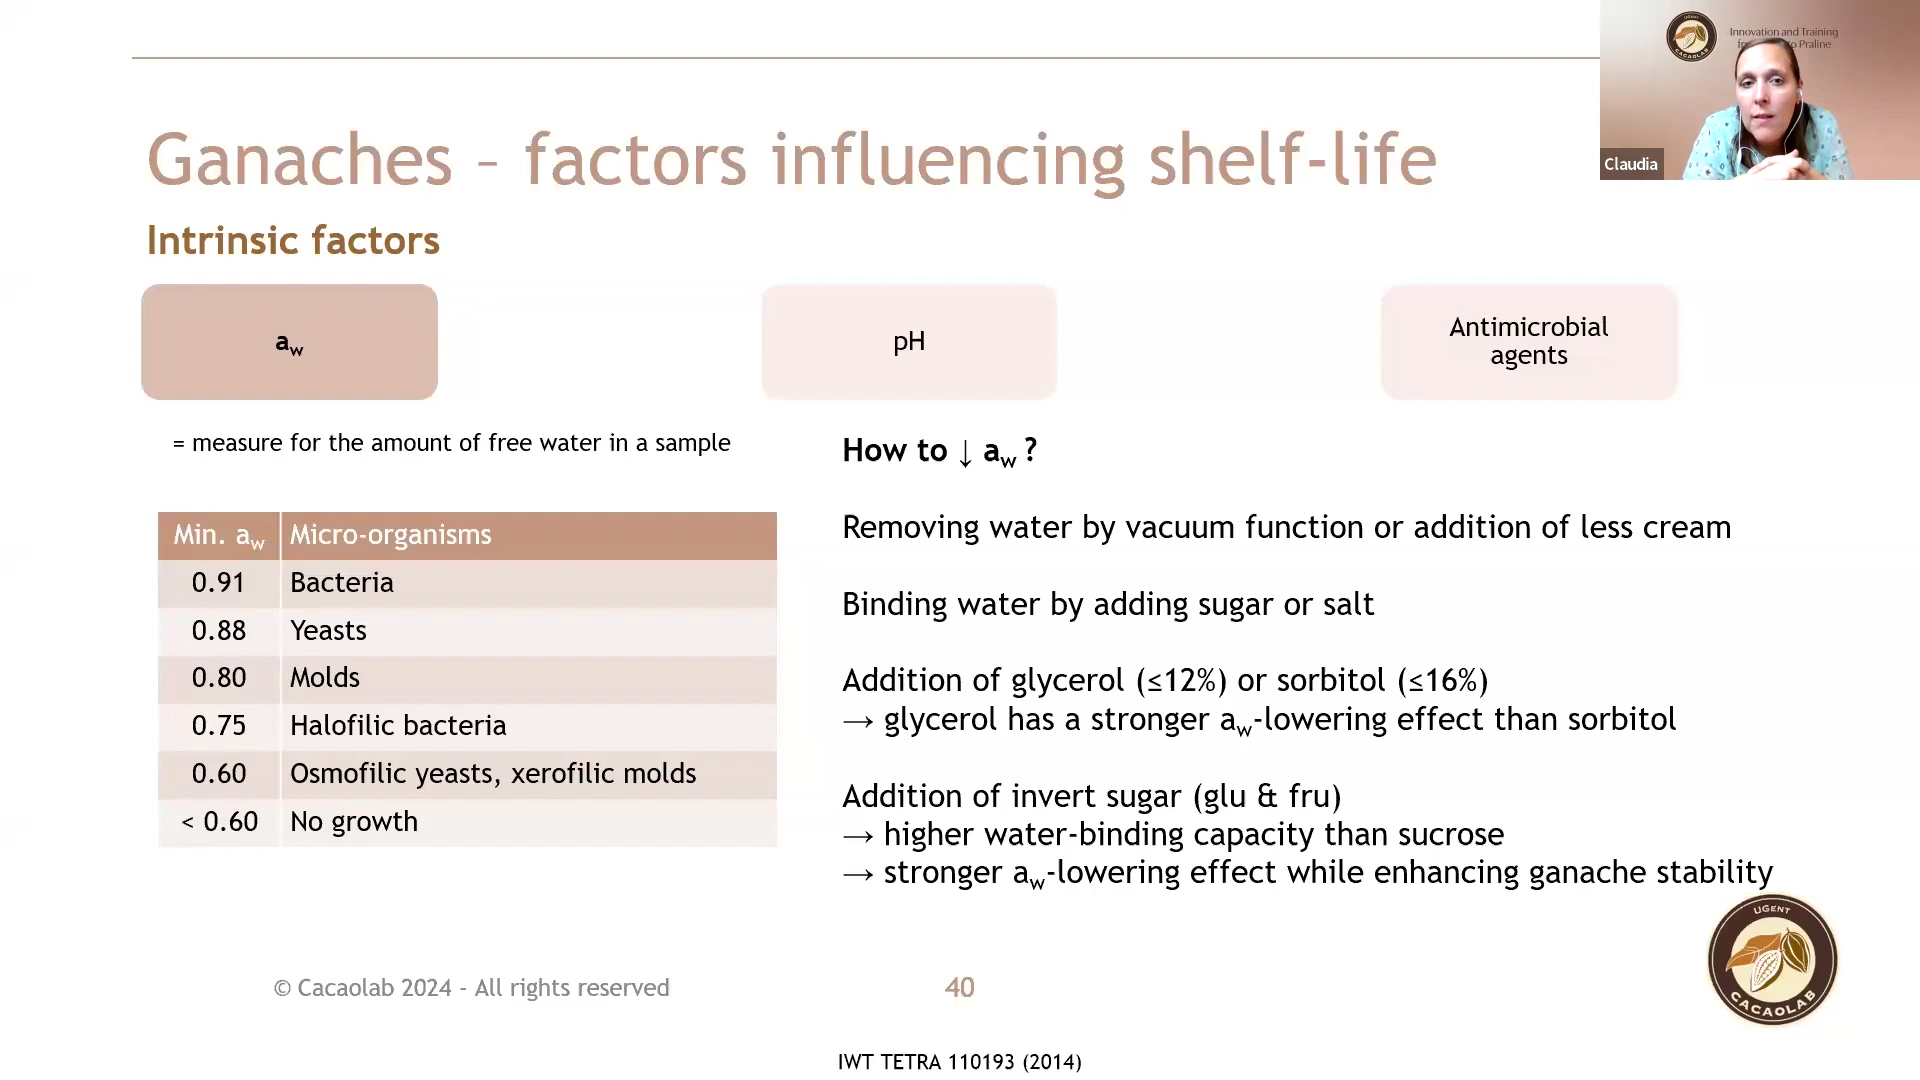 Innovation and Training
Praline
Claudia
Ganaches – factors influencing shelf-life
Intrinsic factors
aw
pH
Antimicrobial
agents
= measure for the amount of free water in a sample
How to ↓ aw ?
Min. aw Micro-organisms
0.91 Bacteria
0.88 Yeasts
0.80 Molds
0.75 Halofilic bacteria
0.60 Osmofilic yeasts, xerofilic molds
< 0.60 No growth
Removing water by vacuum function or addition of less cream
Binding water by adding sugar or salt
Addition of glycerol (≤12%) or sorbitol (≤16%)
→ glycerol has a stronger aw-lowering effect than sorbitol
Addition of invert sugar (glu & fru)
→ higher water-binding capacity than sucrose
→ stronger aw-lowering effect while enhancing ganache stability
UGENT
CACAOLAB
© Cacaolab 2024 - All rights reserved
40
IWT TETRA 110193 (2014)